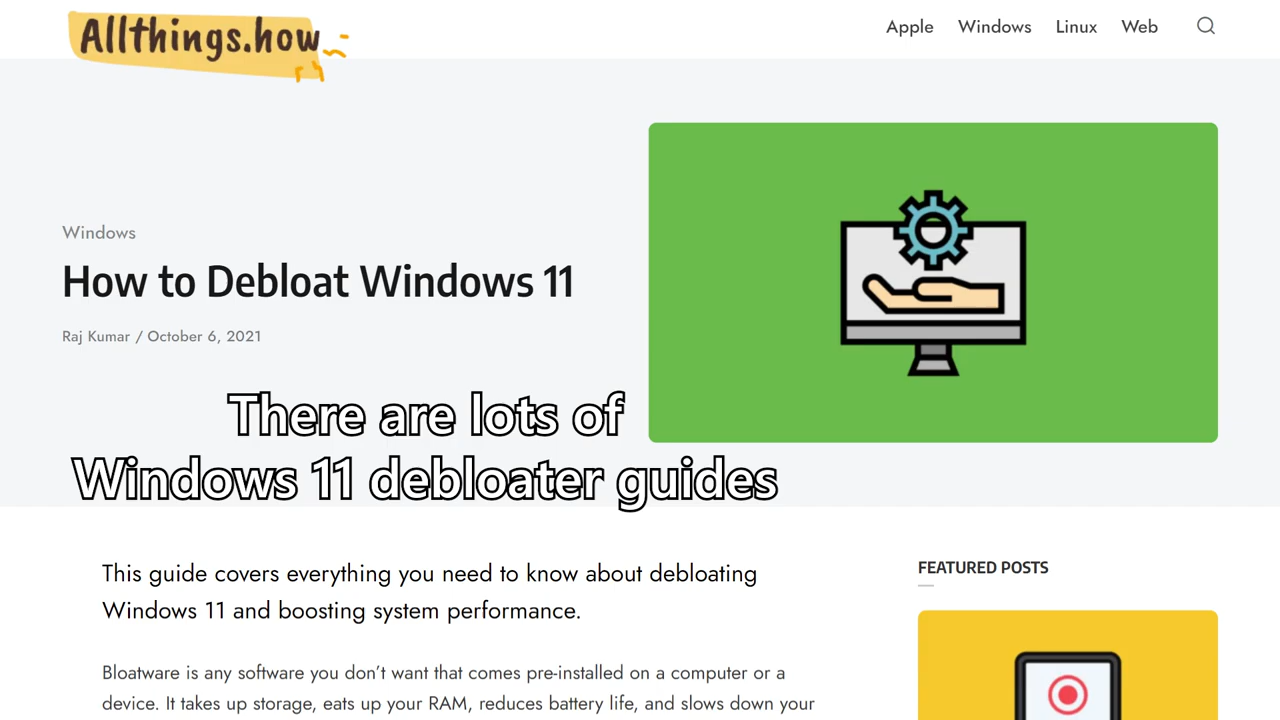 Allthings.how
Apple Windows Linux Web
Windows
How to Debloat Windows 11
Raj Kumar / October 6, 2021
There are lots of
Windows 11 debloater guides
This guide covers everything you need to know about debloating
Windows 11 and boosting system performance.
FEATURED POSTS
Bloatware is any software you don’t want that comes pre-installed on a computer or a
device. It takes up storage, eats up your RAM, reduces battery life, and slows down your